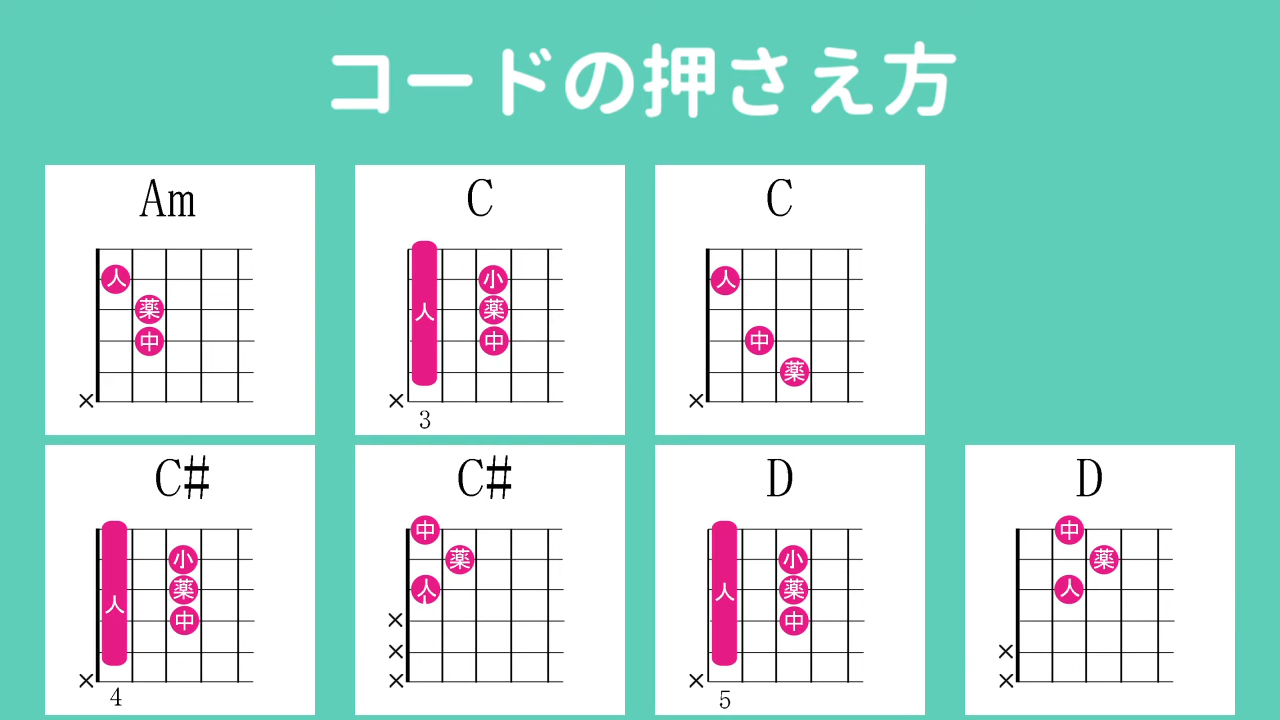 コードの押さえ方
Am
人
薬
中
×
C
小
人
薬
中
×
3
C
人
中
薬
×
C#
小
薬
人
中
×
4
C#
中
薬
人
×
×
×
D
小
人
薬
中
×
5
D
中
薬
人
×
×